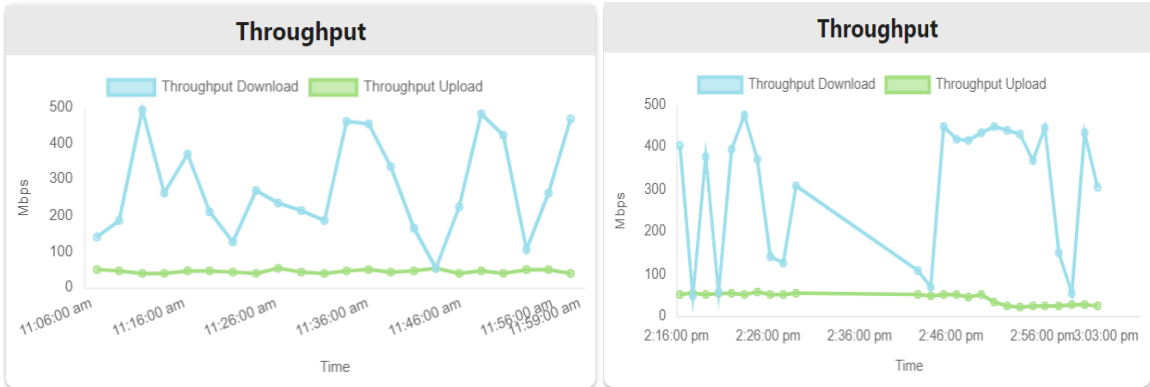 Throughput
Throughput Download Throughput Upload
500
400
300
200
100
0
Mbps
11:06:00 am 11:16:00 am 11:26:00 am 11:36:00 am 11:46:00 am 11:56:00 am 11:59:00 am
Time
Throughput
Throughput Download Throughput Upload
500
400
300
200
100
0
Mbps
2:16:00 pm 2:26:00 pm 2:36:00 pm 2:46:00 pm 2:56:00 pm 3:03:00 pm
Time